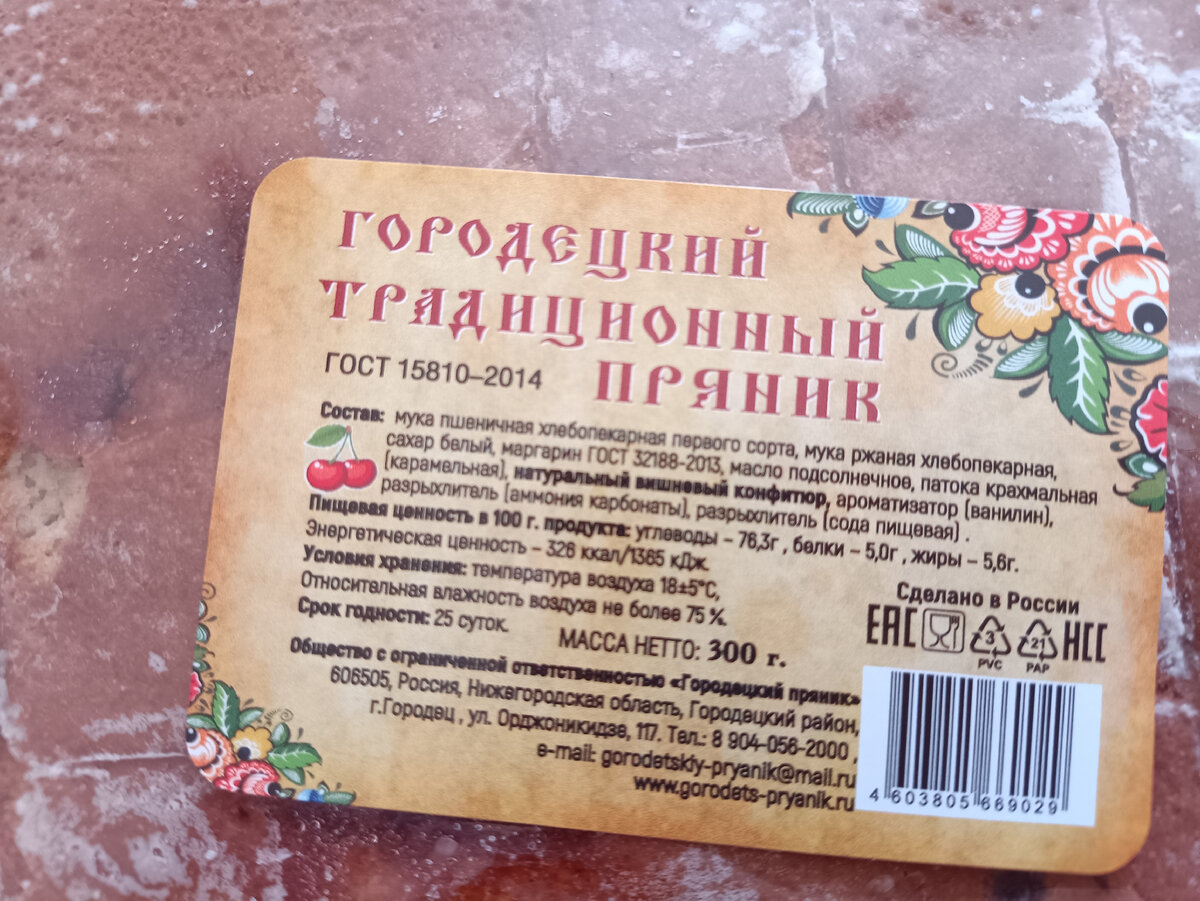 ГОРОДЕЦКИЙ
ТРАДИЦИОННЫЙ
ПРЯНИК
ГОСТ 15810–2014
Состав: мука пшеничная хлебопекарная первого сорта, мука ржаная хлебопекарная,
сахар белый, маргарин ГОСТ 32188-2013, масло подсолнечное, патока крахмальная
(карамельная), натуральный вишневый конфитюр, ароматизатор (ванилин),
разрыхлитель (аммония карбонаты), разрыхлитель (сода пищевая) .
Пищевая ценность в 100 г. продукта: углеводы – 76,3г , белки – 5,0г , жиры – 5,6г.
Энергетическая ценность – 326 ккал/1365 кДж.
Условия хранения: температура воздуха 18±5°С,
Относительная влажность воздуха не более 75 %.
Срок годности: 25 суток.
МАССА НЕТТО: 300 г.
Общество с ограниченной ответственностью «Городецкий пряник»
606505, Россия, Нижегородская область, Городецкий район,
г.Городец , ул. Орджоникидзе, 117. Тел.: 8 904-056-2000 ,
e-mail: gorodetskiy-pryanik@mail.ru
www.gorodets-pryanik.ru
Сделано в России
ЕАС 3 21 НСС
PVC PAP
4 603805 669029